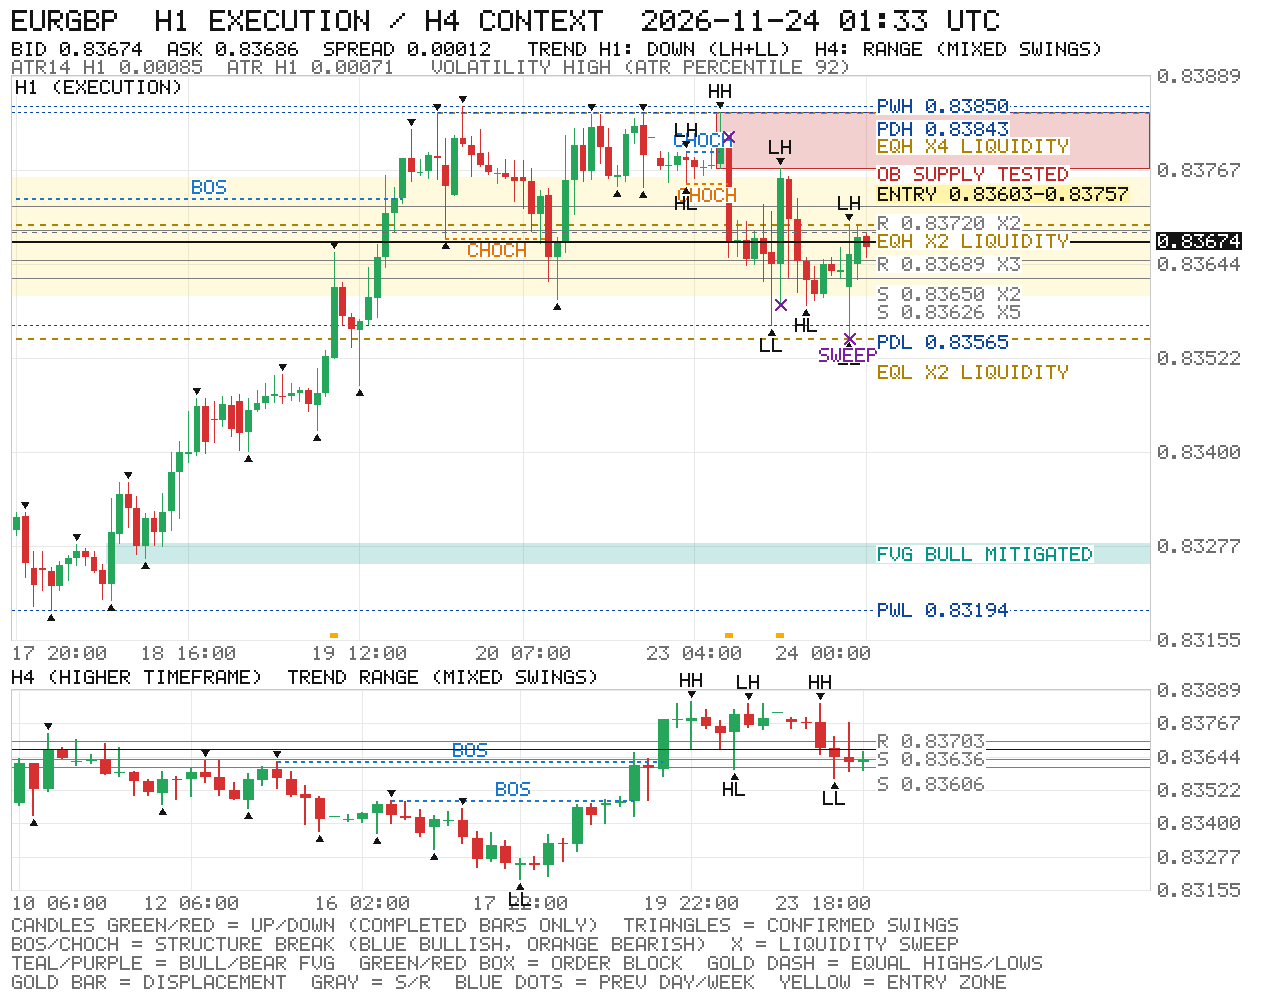 EURGBP  H1 EXECUTION / H4 CONTEXT  2026-11-24 01:33 UTC
BID 0.83674  ASK 0.83686  SPREAD 0.00012  TREND H1: DOWN (LH+LL)  H4: RANGE (MIXED SWINGS)
ATR14 H1 0.00085  ATR H1 0.00071  VOLATILITY HIGH (ATR PERCENTILE 92)
0.83889
H1 (EXECUTION)
HH
PWH 0.83850
PDH 0.83843
LH
CHOCH
EQH X4 LIQUIDITY
LH
0.83767
OB SUPPLY TESTED
BOS
CHOCH
ENTRY 0.83603-0.83757
HL
LH
R 0.83720 X2
EQH X2 LIQUIDITY
0.83674
CHOCH
R 0.83689 X3
0.83644
S 0.83650 X2
S 0.83626 X5
HL
LL
PDL 0.83565
SWEEP
0.83522
EQL X2 LIQUIDITY
0.83400
FVG BULL MITIGATED
0.83277
PWL 0.83194
0.83155
17 20:00  18 16:00  19 12:00  20 07:00  23 04:00  24 00:00
H4 (HIGHER TIMEFRAME)  TREND RANGE (MIXED SWINGS)
HH
LH
HH
0.83889
0.83767
R 0.83703
BOS
0.83644
S 0.83636
S 0.83606
BOS
HL
LL
0.83522
0.83400
0.83277
0.83155
LL
10 06:00  12 06:00  16 02:00  17  19 22:00  23 18:00
CANDLES GREEN/RED = UP/DOWN (COMPLETED BARS ONLY)  TRIANGLES = CONFIRMED SWINGS
BOS/CHOCH = STRUCTURE BREAK (BLUE BULLISH, ORANGE BEARISH)  X = LIQUIDITY SWEEP
TEAL/PURPLE = BULL/BEAR FVG  GREEN/RED BOX = ORDER BLOCK  GOLD DASH = EQUAL HIGHS/LOWS
GOLD BAR = DISPLACEMENT  GRAY = S/R  BLUE DOTS = PREV DAY/WEEK  YELLOW = ENTRY ZONE